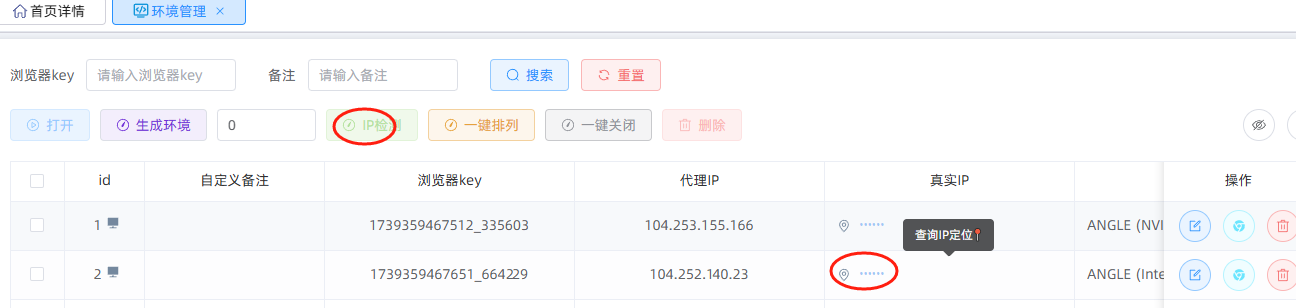 首页详情 环境管理 ×
浏览器key 请输入浏览器key 备注 请输入备注 搜索 重置
打开 生成环境 0 IP检测 一键排列 一键关闭 删除
id 自定义备注 浏览器key 代理IP 真实IP 操作
1 1739359467512_335603 104.253.155.166 ······ ANGLE (NVI
查询IP定位
2 1739359467651_664229 104.252.140.23 ······ ANGLE (Inte